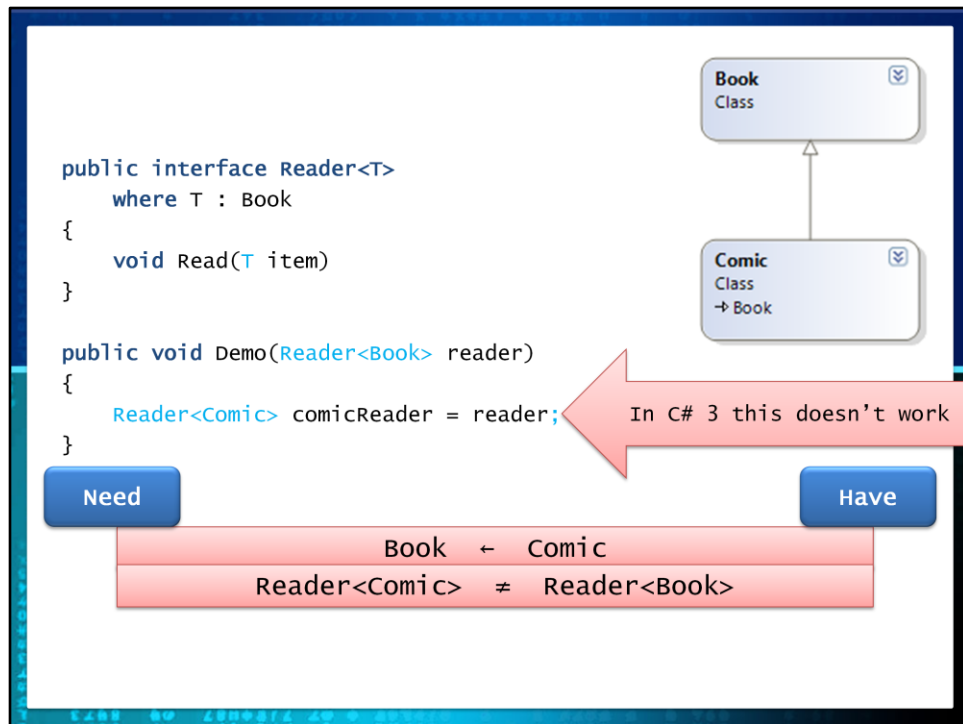 Book
Class
public interface Reader<T>
where T : Book
{
void Read(T item)
}
Comic
Class
Book
public void Demo(Reader<Book> reader)
{
Reader<Comic> comicReader = reader;
}
In C# 3 this doesn't work
Need
Have
Book ← Comic
Reader<Comic> ≠ Reader<Book>